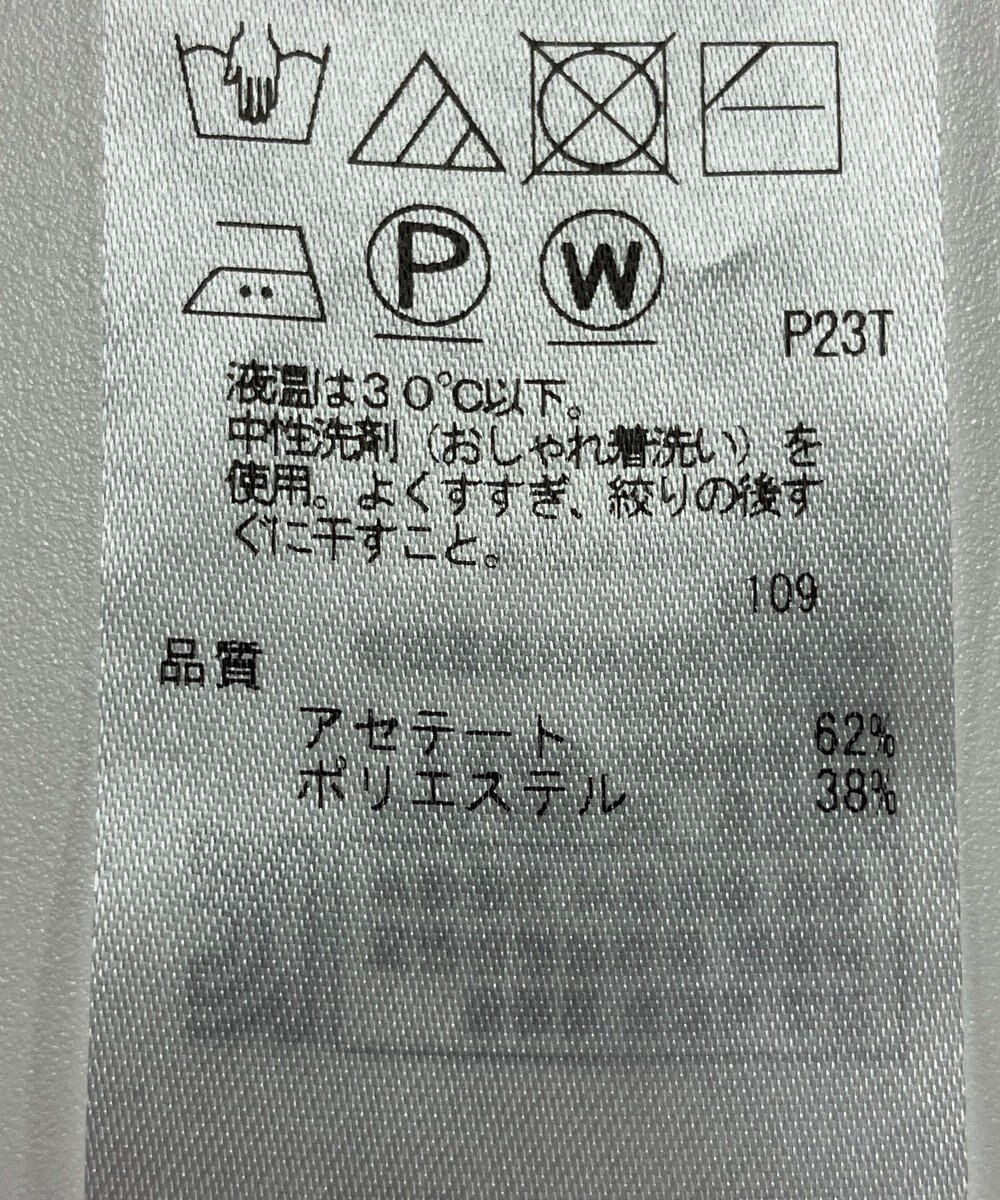 P W
P23T
液温は30℃以下。
中性洗剤（おしゃれ着洗い）を
使用。よくすすぎ、絞りの後す
ぐに干すこと。
109
品質
アセテート 62%
ポリエステル 38%